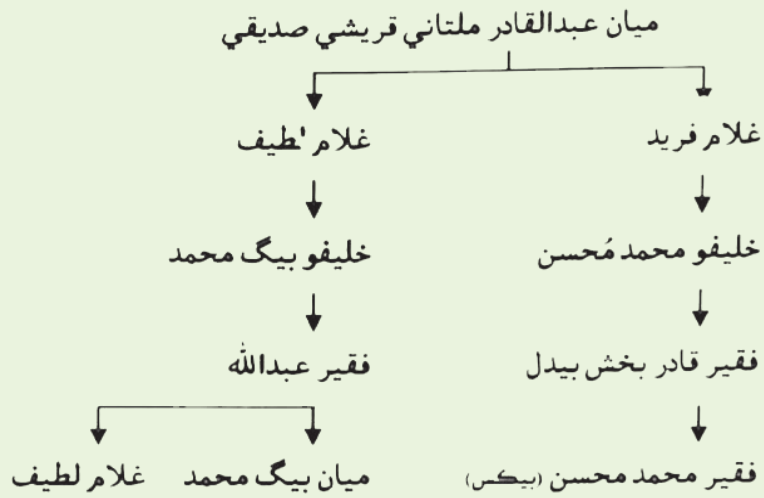 ميان عبدالقادر ملتاني قريشي صديقي
غلام فريد غلام لطيف
خليفو محمد مُحسن خليفو بيگ محمد
فقير قادر بخش بيدل فقير عبدالله
فقير محمد محسن (بيڪس) ميان بيگ محمد غلام لطيف